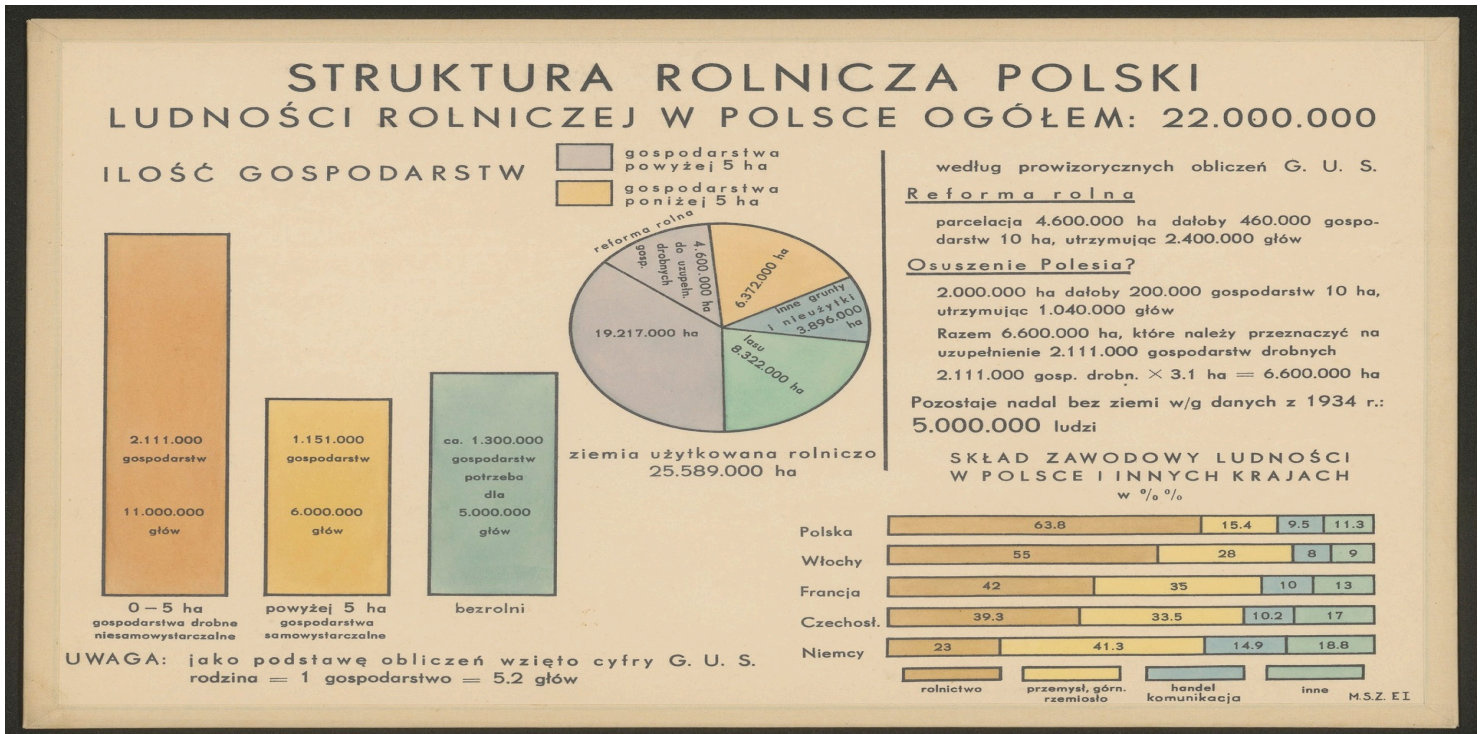 STRUKTURA ROLNICZA POLSKI
LUDNOŚCI ROLNICZEJ W POLSCE OGÓŁEM: 22.000.000
ILOŚĆ GOSPODARSTW
gospodarstwa
powyżej 5 ha
gospodarstwa
poniżej 5 ha
2.111.000
gospodarstw
11.000.000
głów
0–5 ha
gospodarstwa drobne
niesamowystarczalne
1.151.000
gospodarstw
6.000.000
głów
powyżej 5 ha
gospodarstwa
samowystarczalne
ca. 1.300.000
gospodarstw
potrzeba
dla
5.000.000
głów
bezrolni
UWAGA: jako podstawę obliczeń wzięto cyfry G. U. S.
rodzina = 1 gospodarstwo = 5.2 głów
reforma rolna
4.600.000 ha
do uzupełn.
drobnych
gosp.
6.372.000 ha
inne grunty
i nieużytki
3.896.000
ha
19.217.000 ha
lasu
8.322.000 ha
ziemia użytkowana rolniczo
25.589.000 ha
według prowizorycznych obliczeń G. U. S.
Reforma rolna
parcelacja 4.600.000 ha dałoby 460.000 gospo-
darstw 10 ha, utrzymując 2.400.000 głów
Osuszenie Polesia?
2.000.000 ha dałoby 200.000 gospodarstw 10 ha,
utrzymując 1.040.000 głów
Razem 6.600.000 ha, które należy przeznaczyć na
uzupełnienie 2.111.000 gospodarstw drobnych
2.111.000 gosp. drobn. × 3.1 ha = 6.600.000 ha
Pozostaje nadal bez ziemi w/g danych z 1934 r.:
5.000.000 ludzi
SKŁAD ZAWODOWY LUDNOŚCI
W POLSCE I INNYCH KRAJACH
w % %
Polska 63.8 15.4 9.5 11.3
Włochy 55 28 8 9
Francja 42 35 10 13
Czechosł. 39.3 33.5 10.2 17
Niemcy 23 41.3 14.9 18.8
rolnictwo
przemysł, górn.
rzemiosło
handel
komunikacja
inne
M.S.Z. E I